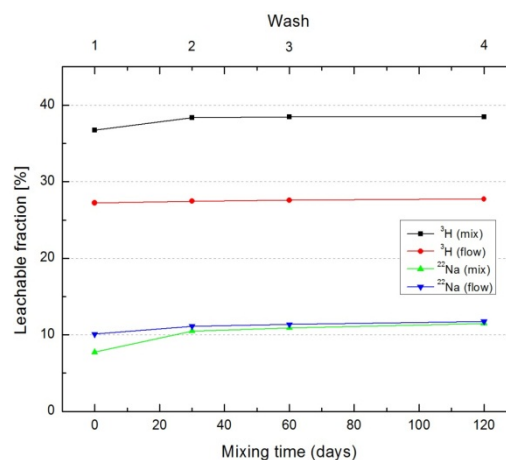 Wash
1 2 3 4
40
30
20
10
0
Leachable fraction [%]
³H (mix)
³H (flow)
²²Na (mix)
²²Na (flow)
0 20 40 60 80 100 120
Mixing time (days)